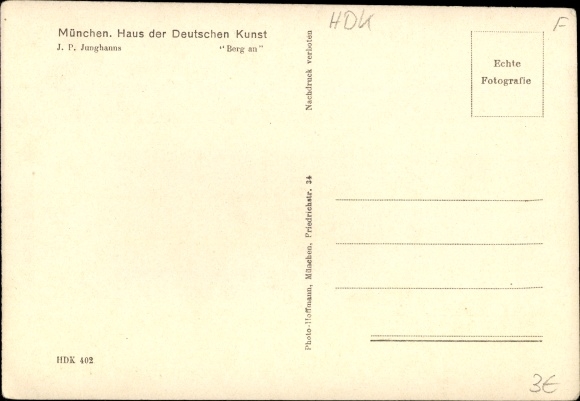 HDK
F
München. Haus der Deutschen Kunst
J. P. Junghanns "Berg an"
Nachdruck verboten
Echte
Fotografie
Photo-Hoffmann, München, Friedrichstr. 34
HDK 402
3€